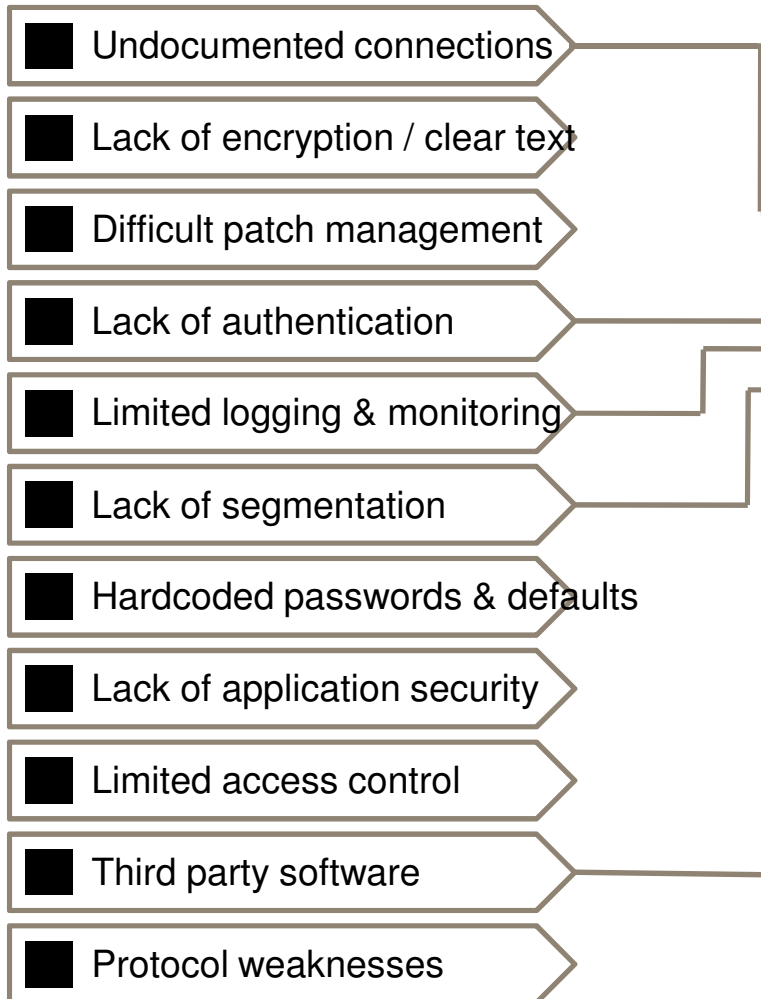 Undocumented connections
Lack of encryption / clear text
Difficult patch management
Lack of authentication
Limited logging & monitoring
Lack of segmentation
Hardcoded passwords & defaults
Lack of application security
Limited access control
Third party software
Protocol weaknesses